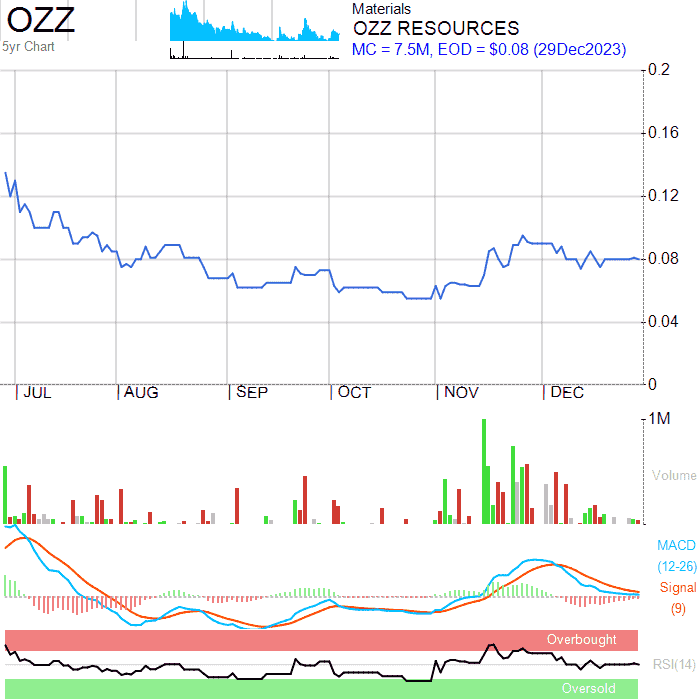 OZZ
5yr Chart
Materials
OZZ RESOURCES
MC = 7.5M, EOD = $0.08 (29Dec2023)
0.2
0.16
0.12
0.08
0.04
0
JUL AUG SEP OCT NOV DEC
1M
Volume
MACD
(12-26)
Signal
(9)
Overbought
RSI(14)
Oversold